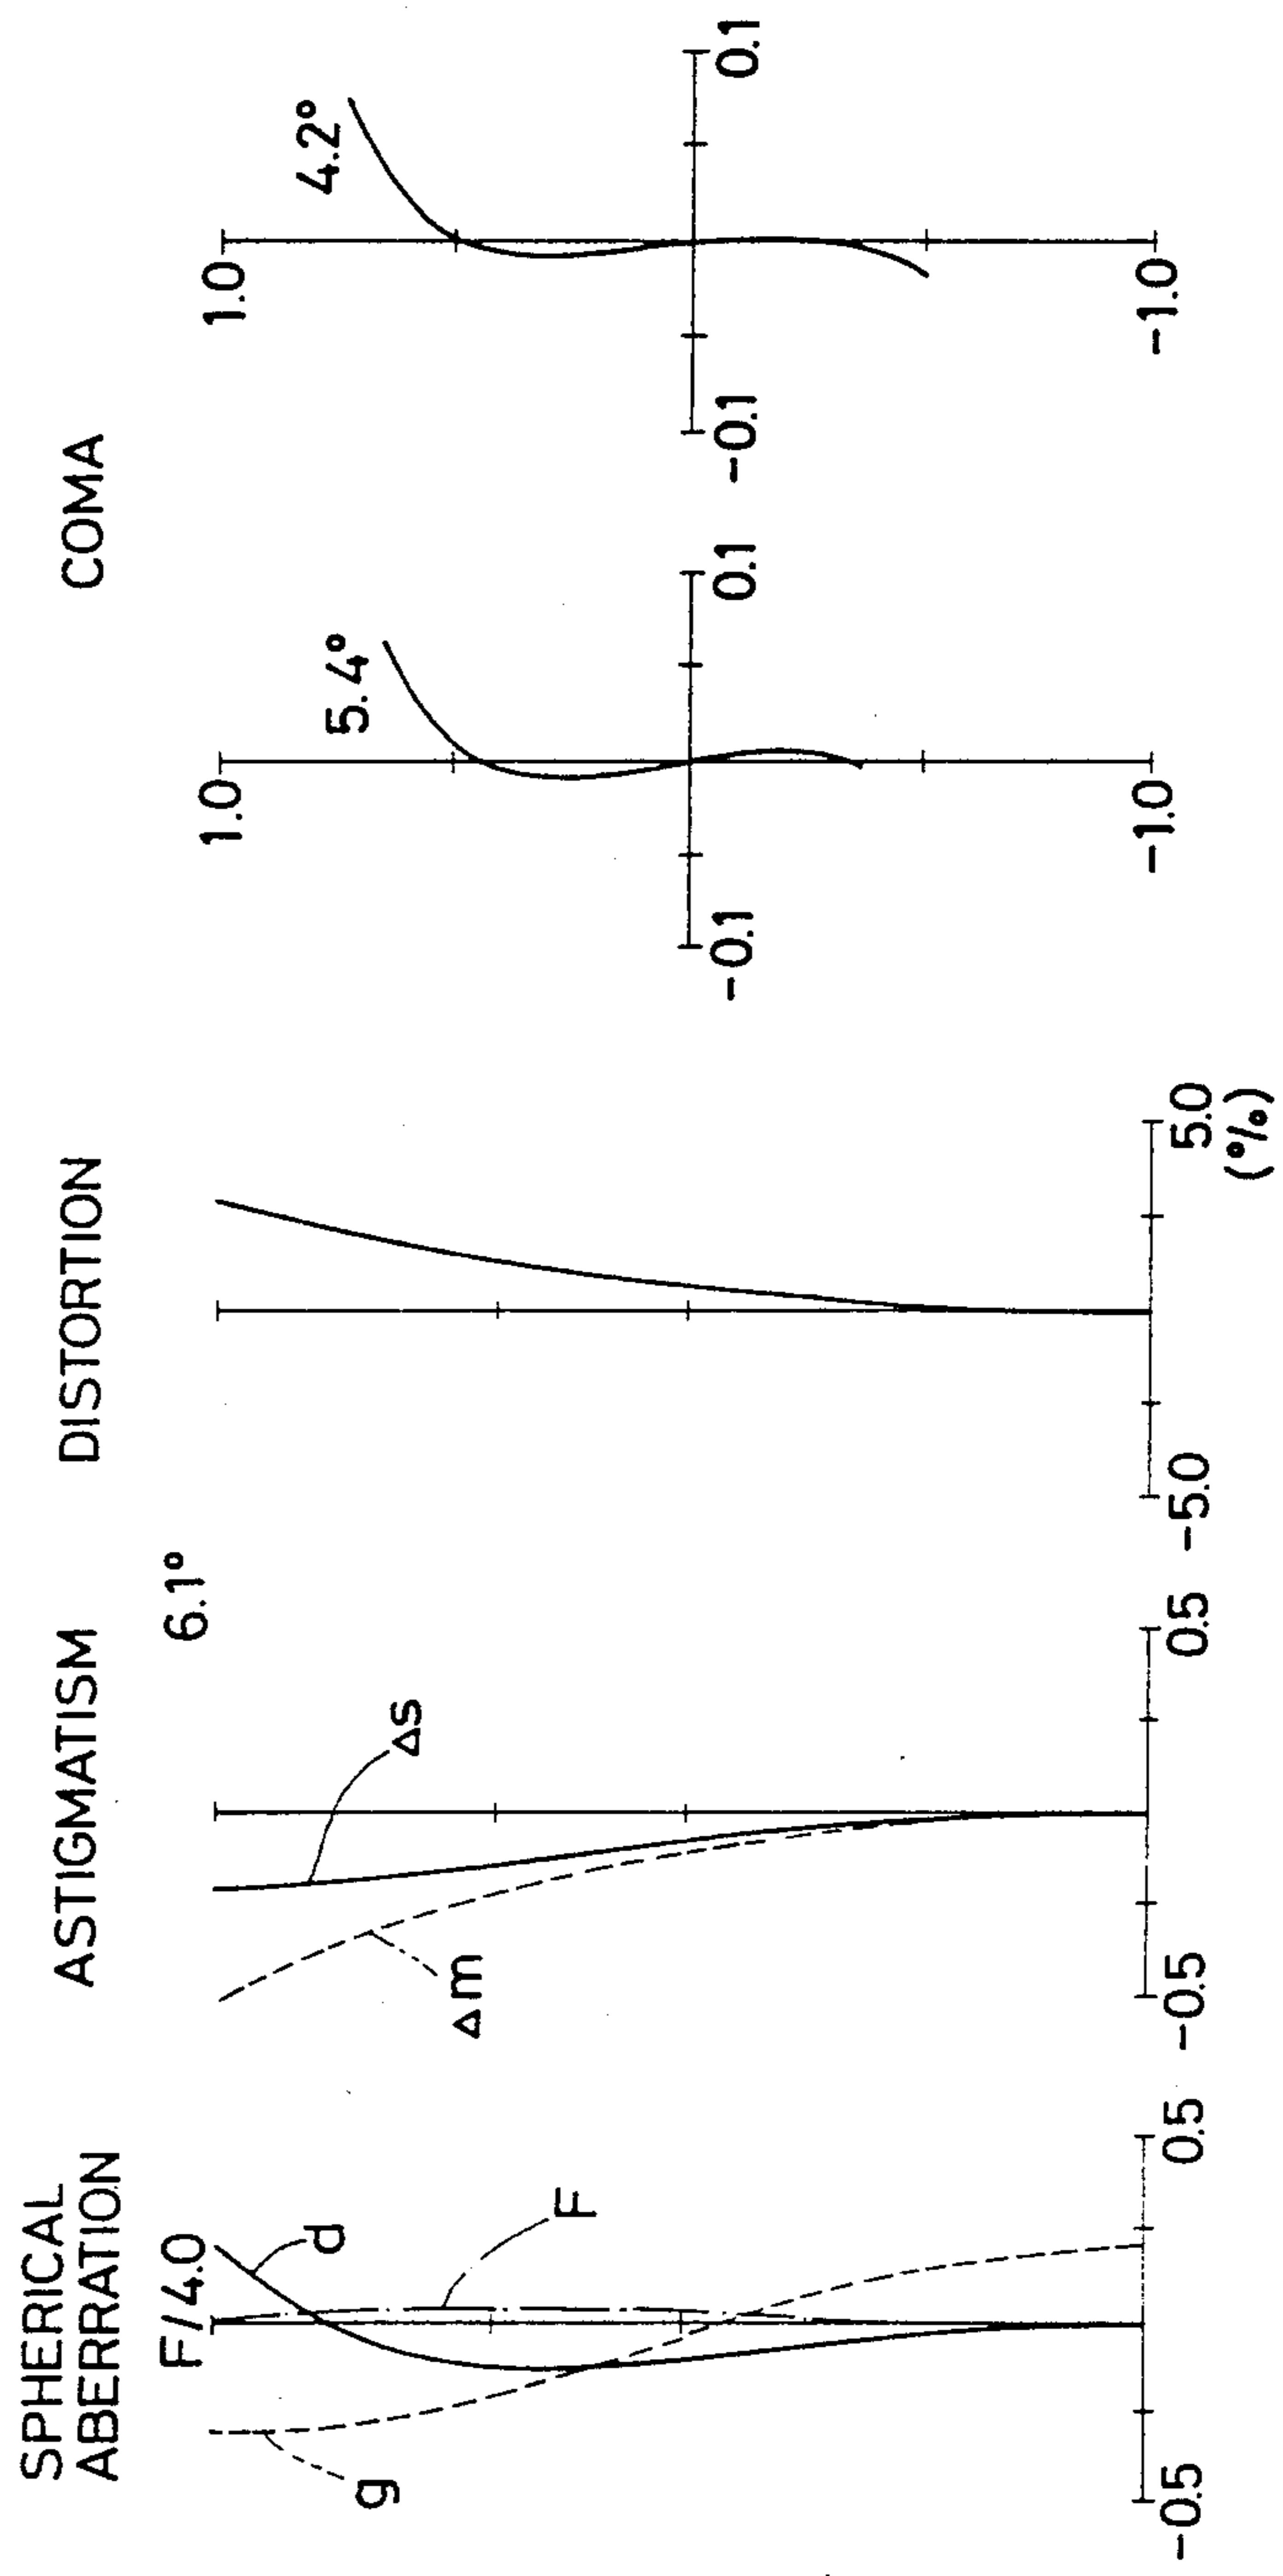 SPHERICAL
ABERRATION
F/4.0
d
F
g
-0.5
0.5
ASTIGMATISM
6.1°
Δs
Δm
-0.5
0.5
DISTORTION
-5.0
5.0
(%)
COMA
1.0
5.4°
-0.1
0.1
-1.0
1.0
4.2°
-0.1
0.1
-1.0